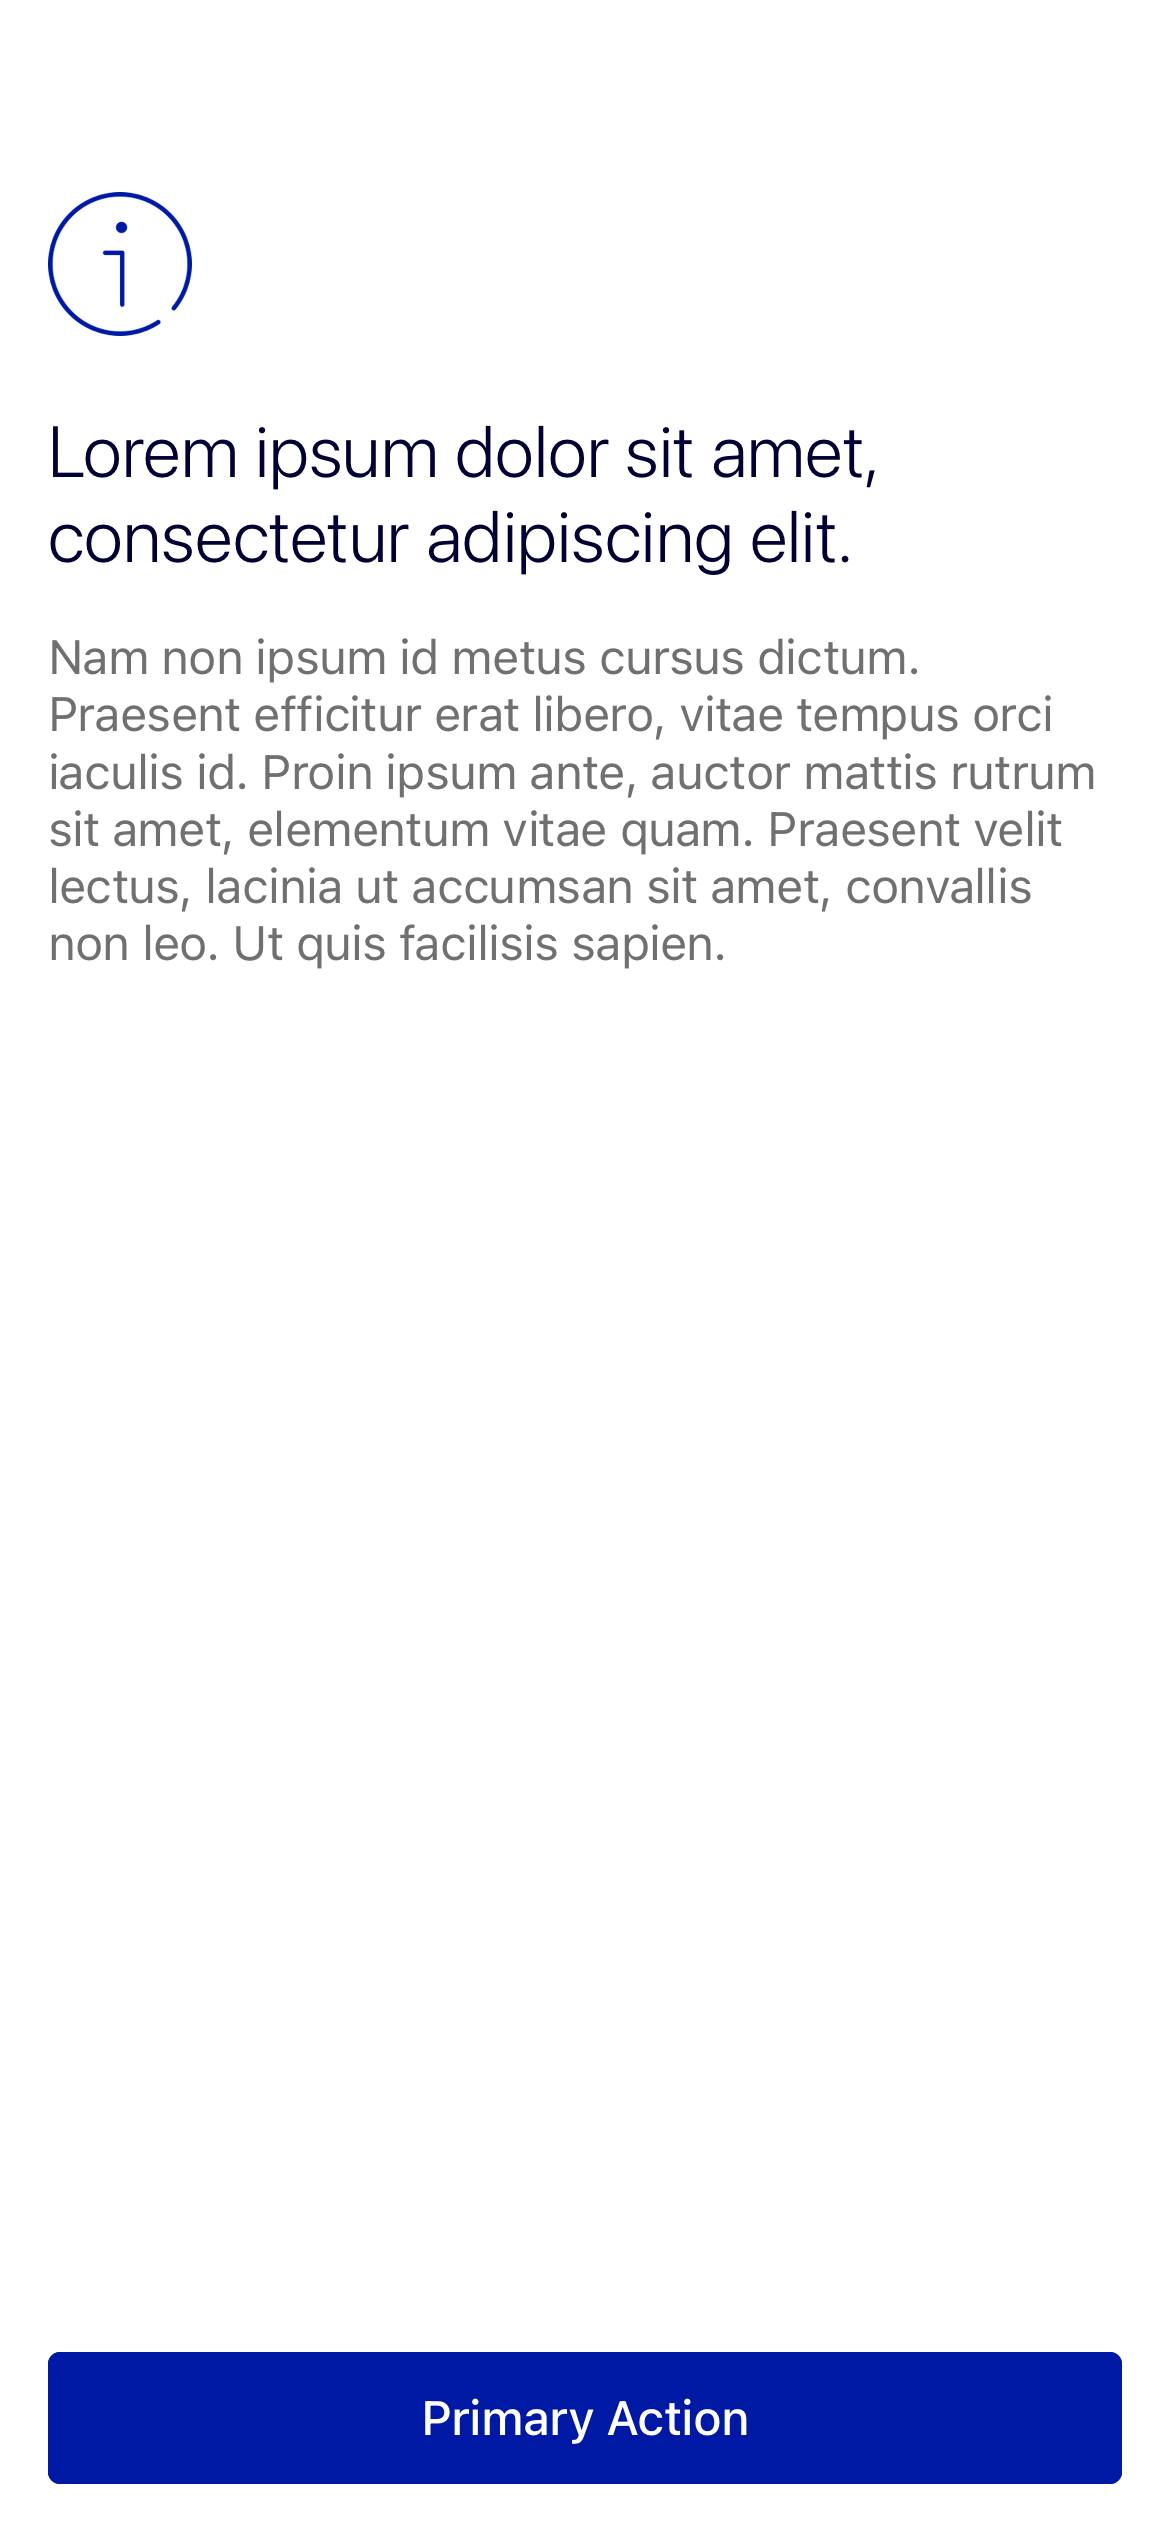 Lorem ipsum dolor sit amet,
consectetur adipiscing elit.
Nam non ipsum id metus cursus dictum.
Praesent efficitur erat libero, vitae tempus orci
iaculis id. Proin ipsum ante, auctor mattis rutrum
sit amet, elementum vitae quam. Praesent velit
lectus, lacinia ut accumsan sit amet, convallis
non leo. Ut quis facilisis sapien.
Primary Action